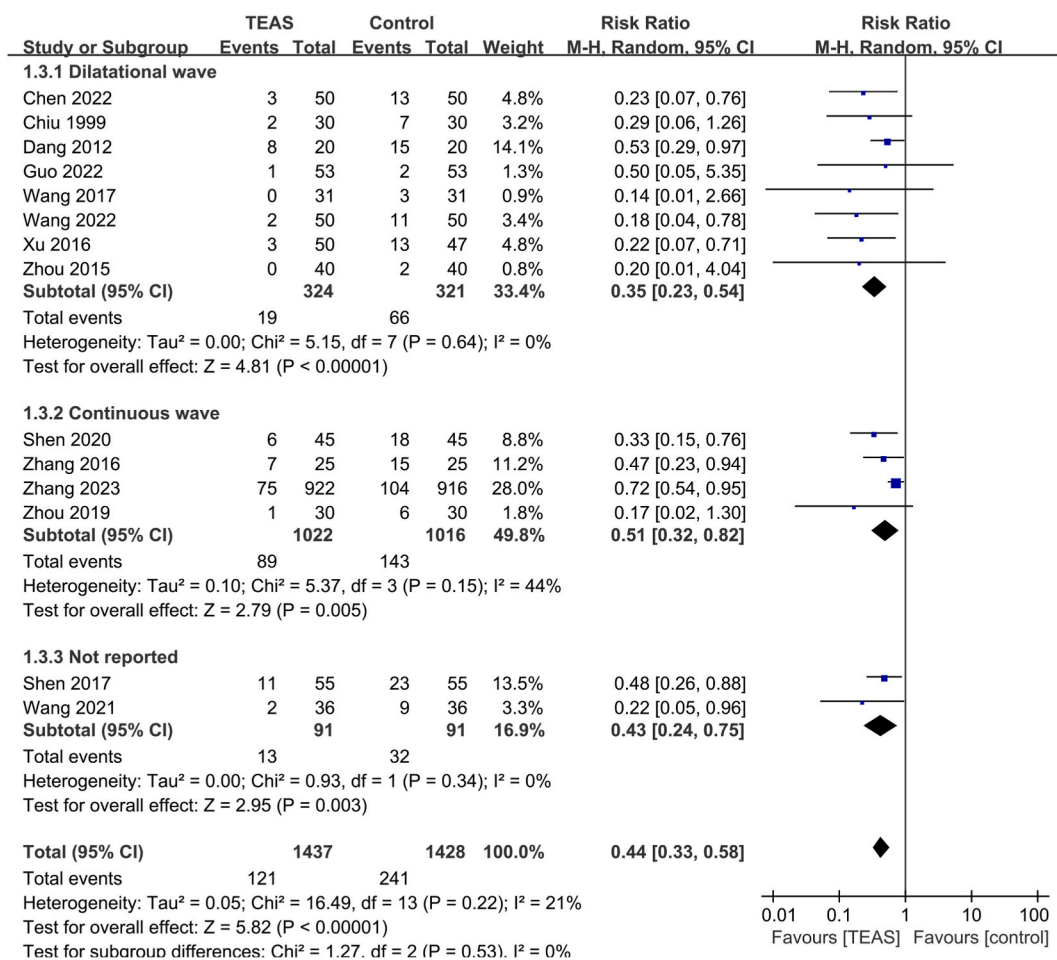 TEAS Control Risk Ratio Risk Ratio
Study or Subgroup Events Total Events Total Weight M-H, Random, 95% CI M-H, Random, 95% CI
1.3.1 Dilatational wave
Chen 2022 3 50 13 50 4.8% 0.23 [0.07, 0.76]
Chiu 1999 2 30 7 30 3.2% 0.29 [0.06, 1.26]
Dang 2012 8 20 15 20 14.1% 0.53 [0.29, 0.97]
Guo 2022 1 53 2 53 1.3% 0.50 [0.05, 5.35]
Wang 2017 0 31 3 31 0.9% 0.14 [0.01, 2.66]
Wang 2022 2 50 11 50 3.4% 0.18 [0.04, 0.78]
Xu 2016 3 50 13 47 4.8% 0.22 [0.07, 0.71]
Zhou 2015 0 40 2 40 0.8% 0.20 [0.01, 4.04]
Subtotal (95% CI) 324 321 33.4% 0.35 [0.23, 0.54]
Total events 19 66
Heterogeneity: Tau² = 0.00; Chi² = 5.15, df = 7 (P = 0.64); I² = 0%
Test for overall effect: Z = 4.81 (P < 0.00001)
1.3.2 Continuous wave
Shen 2020 6 45 18 45 8.8% 0.33 [0.15, 0.76]
Zhang 2016 7 25 15 25 11.2% 0.47 [0.23, 0.94]
Zhang 2023 75 922 104 916 28.0% 0.72 [0.54, 0.95]
Zhou 2019 1 30 6 30 1.8% 0.17 [0.02, 1.30]
Subtotal (95% CI) 1022 1016 49.8% 0.51 [0.32, 0.82]
Total events 89 143
Heterogeneity: Tau² = 0.10; Chi² = 5.37, df = 3 (P = 0.15); I² = 44%
Test for overall effect: Z = 2.79 (P = 0.005)
1.3.3 Not reported
Shen 2017 11 55 23 55 13.5% 0.48 [0.26, 0.88]
Wang 2021 2 36 9 36 3.3% 0.22 [0.05, 0.96]
Subtotal (95% CI) 91 91 16.9% 0.43 [0.24, 0.75]
Total events 13 32
Heterogeneity: Tau² = 0.00; Chi² = 0.93, df = 1 (P = 0.34); I² = 0%
Test for overall effect: Z = 2.95 (P = 0.003)
Total (95% CI) 1437 1428 100.0% 0.44 [0.33, 0.58]
Total events 121 241
Heterogeneity: Tau² = 0.05; Chi² = 16.49, df = 13 (P = 0.22); I² = 21%
Test for overall effect: Z = 5.82 (P < 0.00001)
Test for subgroup differences: Chi² = 1.27, df = 2 (P = 0.53), I² = 0%
0.01 0.1 1 10 100
Favours [TEAS] Favours [control]